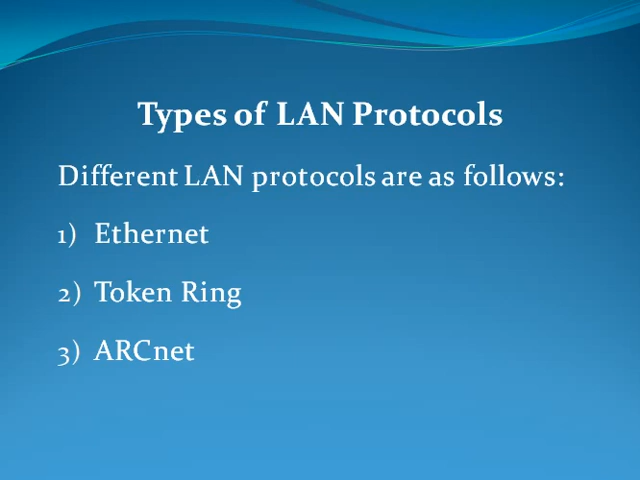 Types of LAN Protocols
Different LAN protocols are as follows:
1) Ethernet
2) Token Ring
3) ARCnet